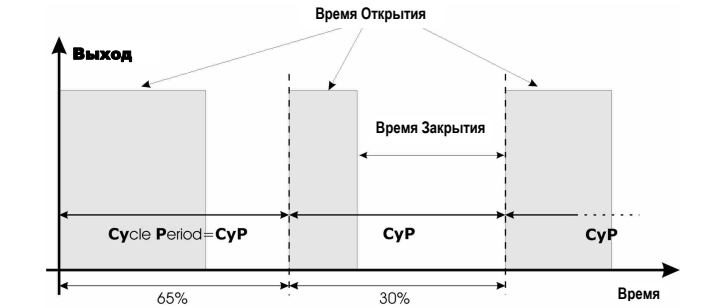 Время Открытия
Выход
Время Закрытия
Cycle Period=CyP
CyP
CyP
65%
30%
Время